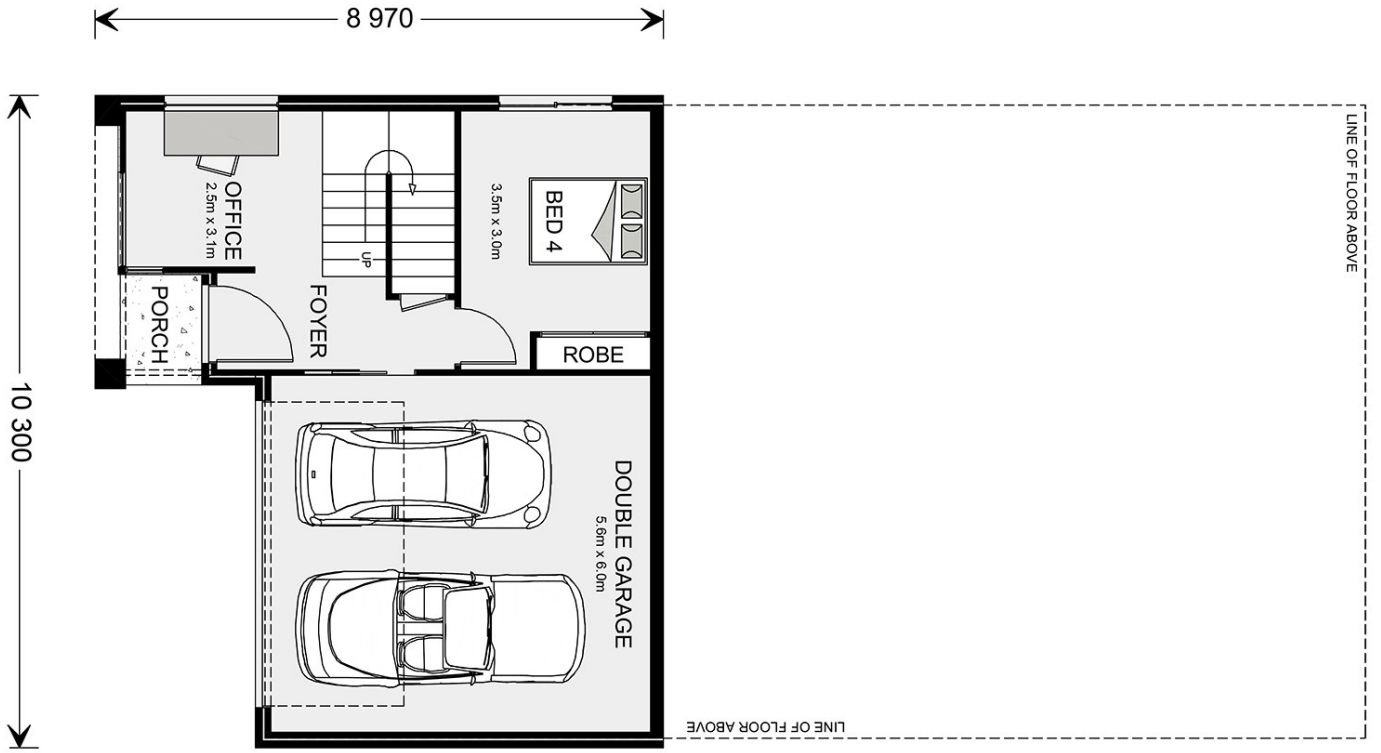 8 970
10 300
OFFICE
2.5m x 3.1m
UP
3.5m x 3.0m
BED 4
LINE OF FLOOR ABOVE
PORCH
FOYER
ROBE
DOUBLE GARAGE
5.6m x 6.0m
LINE OF FLOOR ABOVE